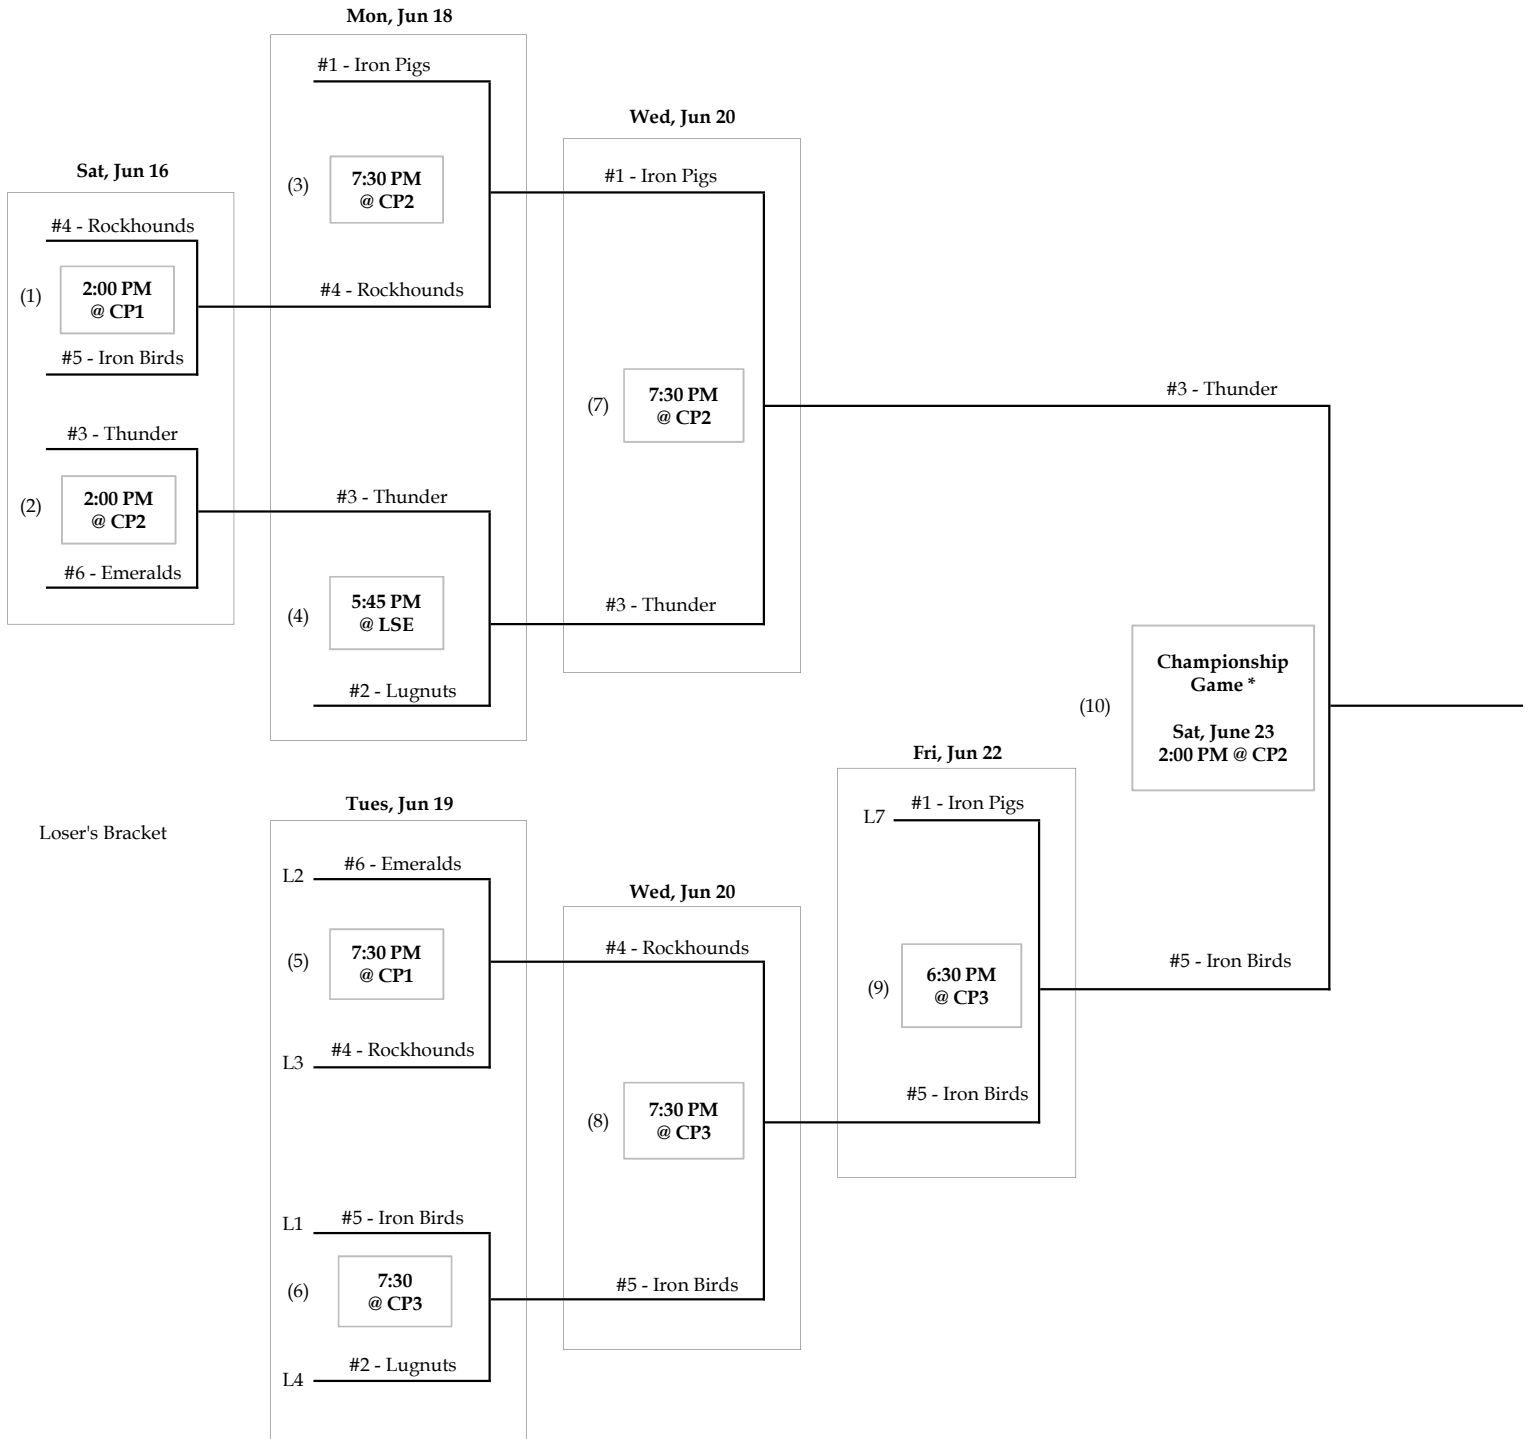 Mon, Jun 18
#1 - Iron Pigs
Wed, Jun 20
Sat, Jun 16
(3)
7:30 PM
@ CP2
#1 - Iron Pigs
#4 - Rockhounds
(1)
2:00 PM
@ CP1
#4 - Rockhounds
#5 - Iron Birds
(7)
7:30 PM
@ CP2
#3 - Thunder
#3 - Thunder
(2)
2:00 PM
@ CP2
#3 - Thunder
#6 - Emeralds
(4)
5:45 PM
@ LSE
#3 - Thunder
#2 - Lugnuts
Championship
Game *
(10)
Sat, June 23
2:00 PM @ CP2
Fri, Jun 22
Tues, Jun 19
L7
#1 - Iron Pigs
Loser's Bracket
L2
#6 - Emeralds
Wed, Jun 20
(5)
7:30 PM
@ CP1
#4 - Rockhounds
#5 - Iron Birds
(9)
6:30 PM
@ CP3
L3
#4 - Rockhounds
#5 - Iron Birds
(8)
7:30 PM
@ CP3
L1
#5 - Iron Birds
(6)
7:30
@ CP3
#5 - Iron Birds
L4
#2 - Lugnuts